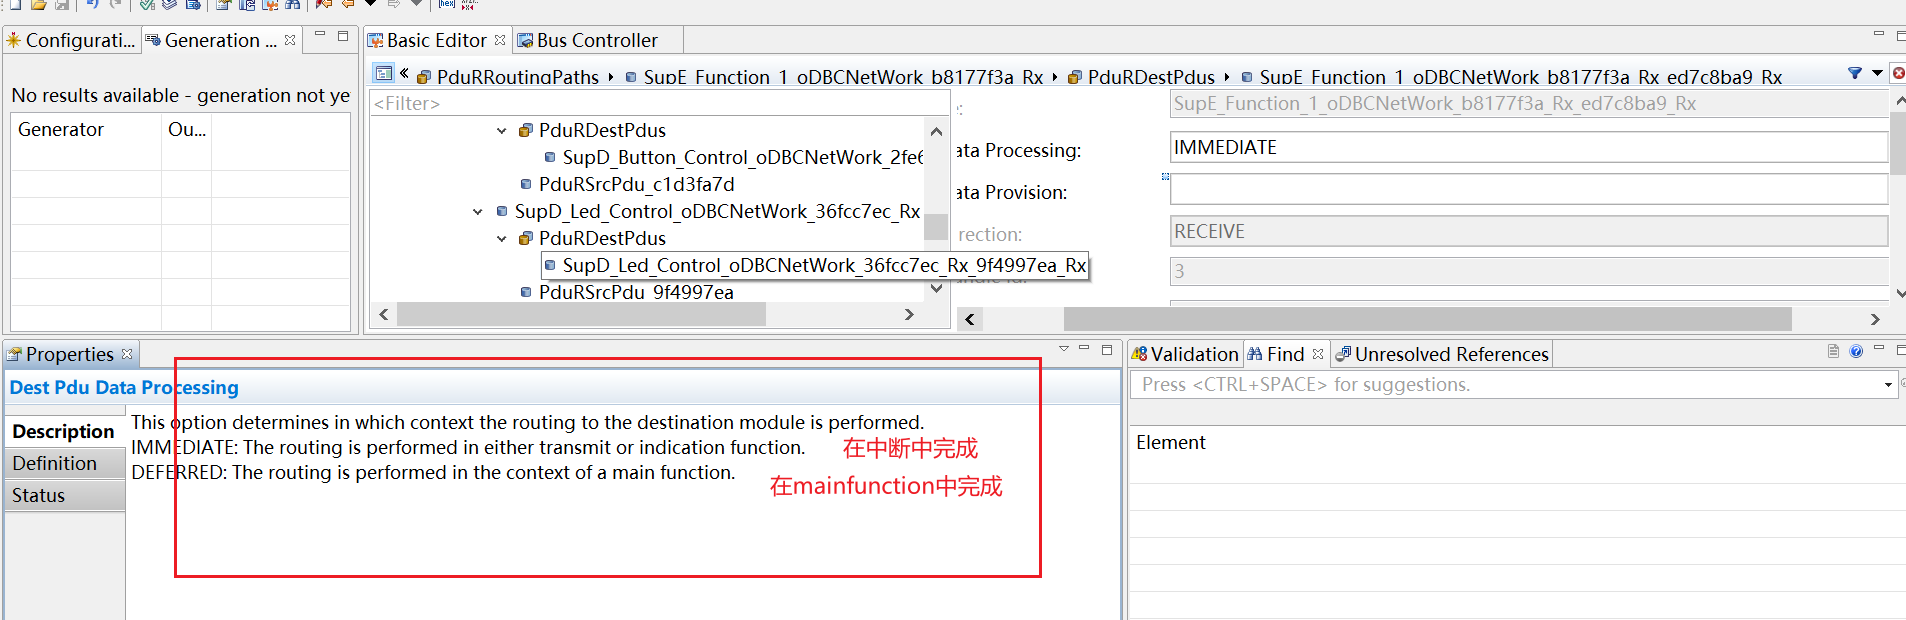 Configurati...
Generation ...
Basic Editor
Bus Controller
No results available - generation not ye
Generator
Ou...
PduRRoutingPaths
SupE_Function_1_oDBCNetWork_b8177f3a_Rx
PduRDestPdus
SupE_Function_1_oDBCNetWork_b8177f3a_Rx_ed7c8ba9_Rx
<Filter>
PduRDestPdus
SupD_Button_Control_oDBCNetWork_2fe6
PduRSrcPdu_c1d3fa7d
SupD_Led_Control_oDBCNetWork_36fcc7ec_Rx
PduRDestPdus
SupD_Led_Control_oDBCNetWork_36fcc7ec_Rx_9f4997ea_Rx
PduRSrcPdu_9f4997ea
SupE_Function_1_oDBCNetWork_b8177f3a_Rx_ed7c8ba9_Rx
ata Processing:
IMMEDIATE
ata Provision:
rection:
RECEIVE
3
Properties
Dest Pdu Data Processing
Description
Definition
Status
This option determines in which context the routing to the destination module is performed.
IMMEDIATE: The routing is performed in either transmit or indication function.
在中断中完成
DEFERRED: The routing is performed in the context of a main function.
在mainfunction中完成
Validation
Find
Unresolved References
Press <CTRL+SPACE> for suggestions.
Element